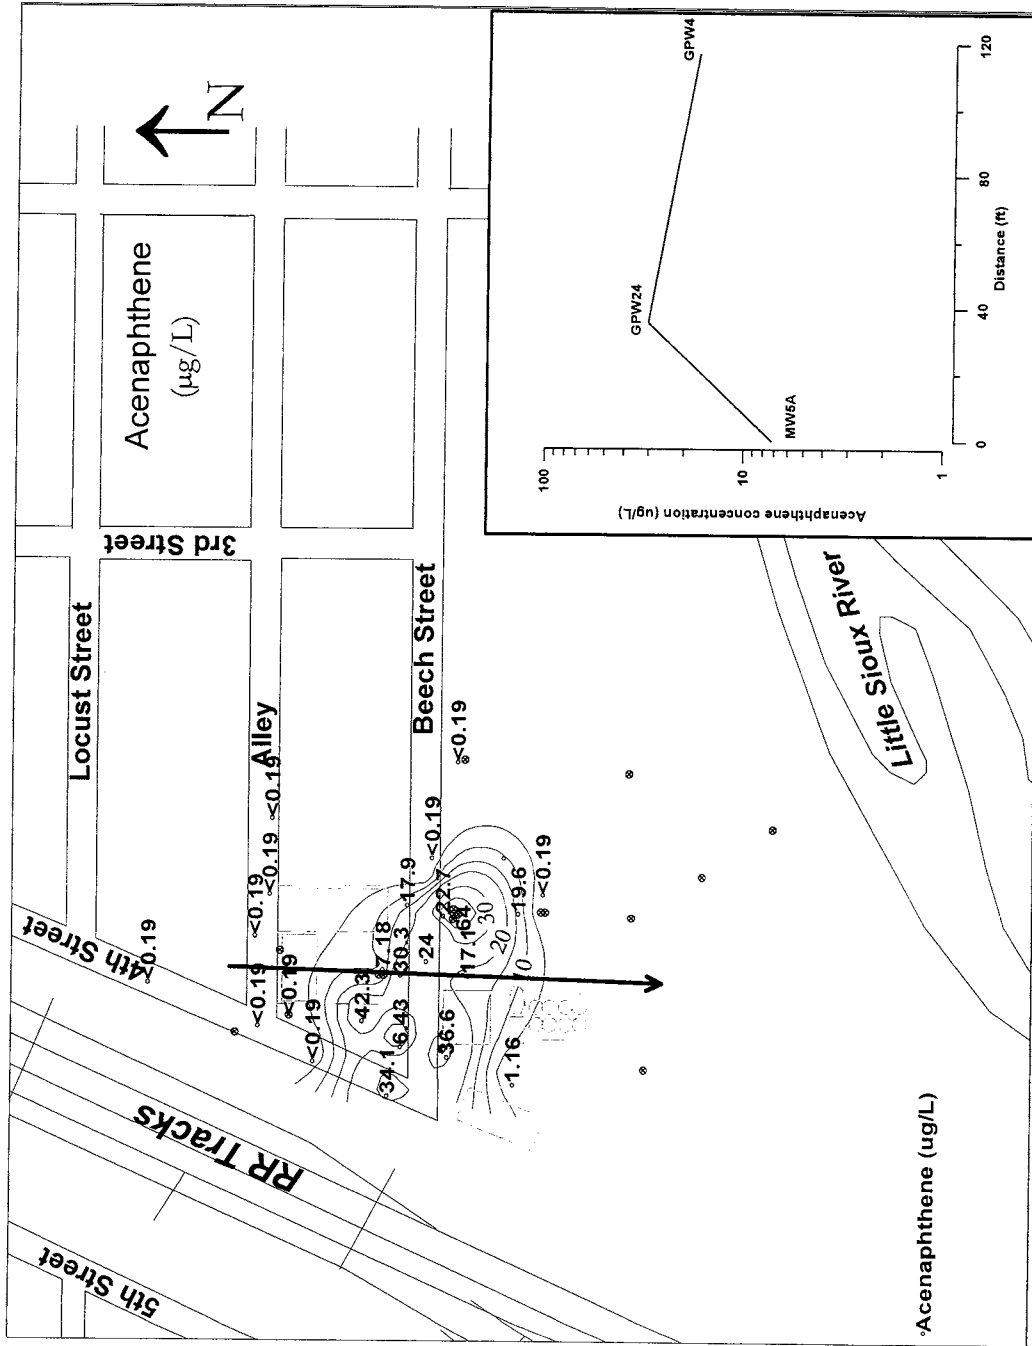 N
Acenaphthene
(µg/L)
Locust Street
3rd Street
Alley
Beech Street
4th Street
5th Street
RR Tracks
Little Sioux River
<0.19
<0.19
<0.19
<0.19
<0.19
<0.19
<0.19
<0.19
<0.19
<0.19
17.9
22.7
7.18
30.3
24
42.3
6.43
34.1
36.6
17.1
64
30
20
10
19.6
1.16
Acenaphthene (ug/L)
Acenaphthene concentration (ug/L)
100
10
1
MW5A
GPW24
GPW4
0
40
80
120
Distance (ft)